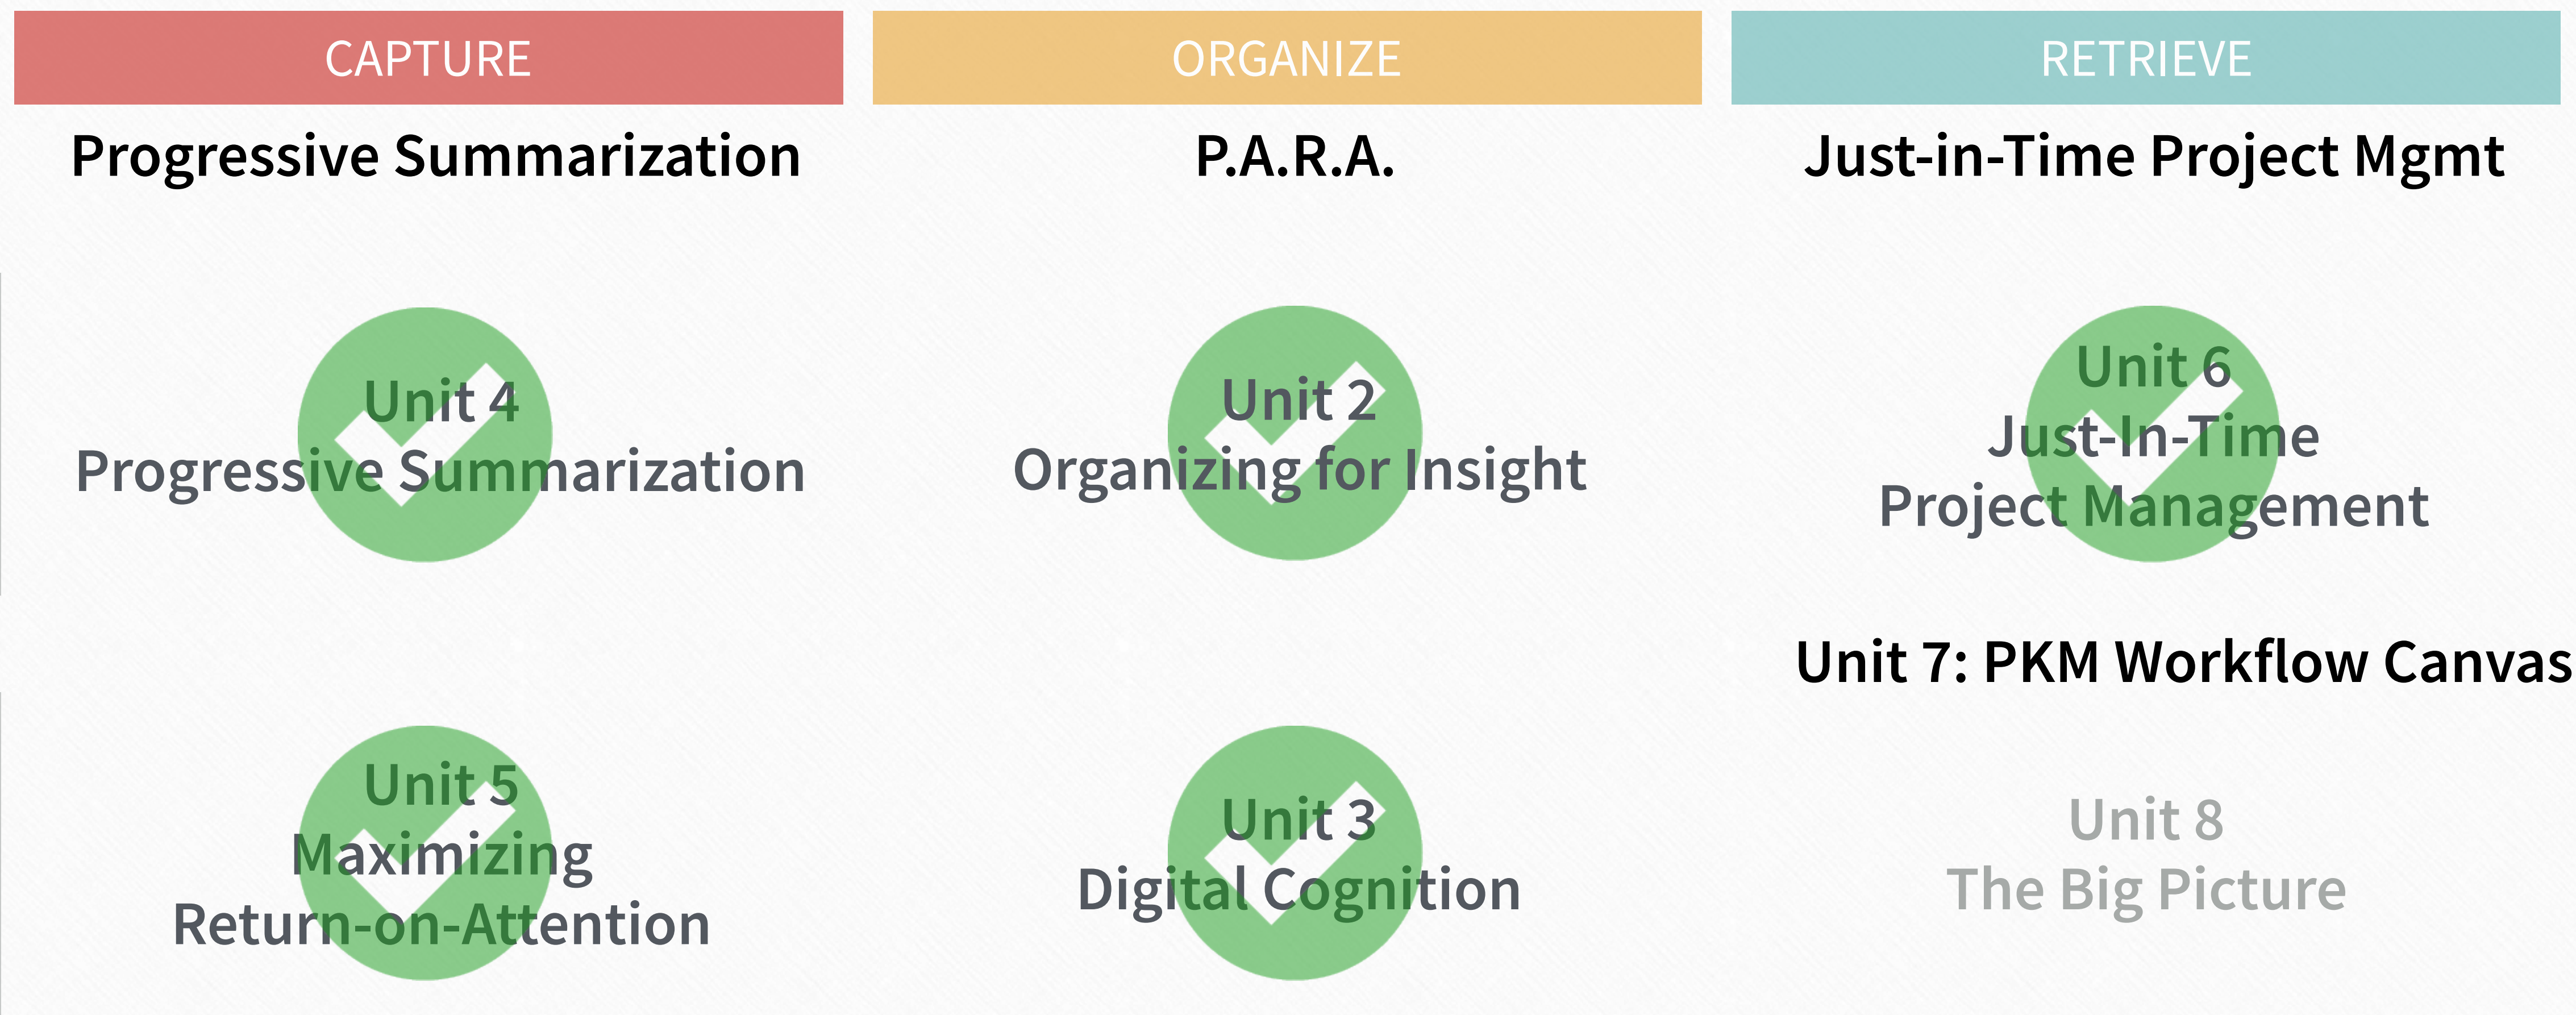 CAPTURE
ORGANIZE
RETRIEVE
Progressive Summarization
P.A.R.A.
Just-in-Time Project Mgmt
Unit 4
Progressive Summarization
Unit 2
Organizing for Insight
Unit 6
Just-In-Time
Project Management
Unit 7: PKM Workflow Canvas
Unit 5
Maximizing
Return-on-Attention
Unit 3
Digital Cognition
Unit 8
The Big Picture